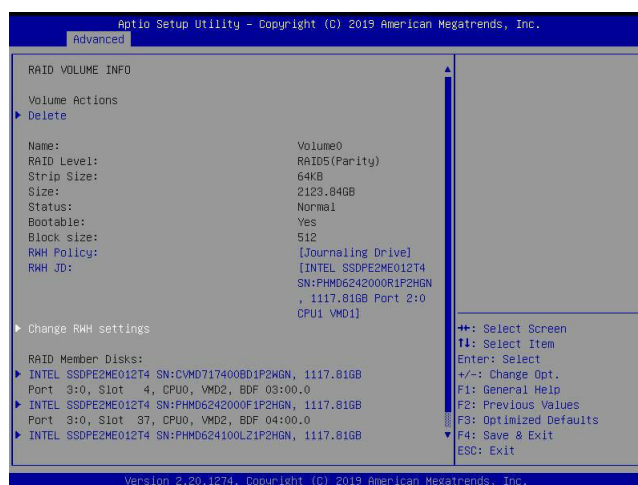 Aptio Setup Utility – Copyright (C) 2019 American Megatrends, Inc.
Advanced
RAID VOLUME INFO
Volume Actions
Delete
Name: Volume0
RAID Level: RAID5(Parity)
Strip Size: 64KB
Size: 2123.84GB
Status: Normal
Bootable: Yes
Block size: 512
RWH Policy: [Journaling Drive]
RWH JD: [INTEL SSDPE2ME012T4
SN:PHMD6242000R1P2HGN
, 1117.81GB Port 2:0
CPU1 VMD1]
Change RWH settings
RAID Member Disks:
INTEL SSDPE2ME012T4 SN:CVMD717400BD1P2WGN, 1117.81GB
Port 3:0, Slot 4, CPU0, VMD2, BDF 03:00.0
INTEL SSDPE2ME012T4 SN:PHMD6242000F1P2HGN, 1117.81GB
Port 3:0, Slot 37, CPU0, VMD2, BDF 04:00.0
INTEL SSDPE2ME012T4 SN:PHMD624100LZ1P2HGN, 1117.81GB
→←: Select Screen
↑↓: Select Item
Enter: Select
+/-: Change Opt.
F1: General Help
F2: Previous Values
F3: Optimized Defaults
F4: Save & Exit
ESC: Exit
Version 2.20.1274. Copyright (C) 2019 American Megatrends, Inc.